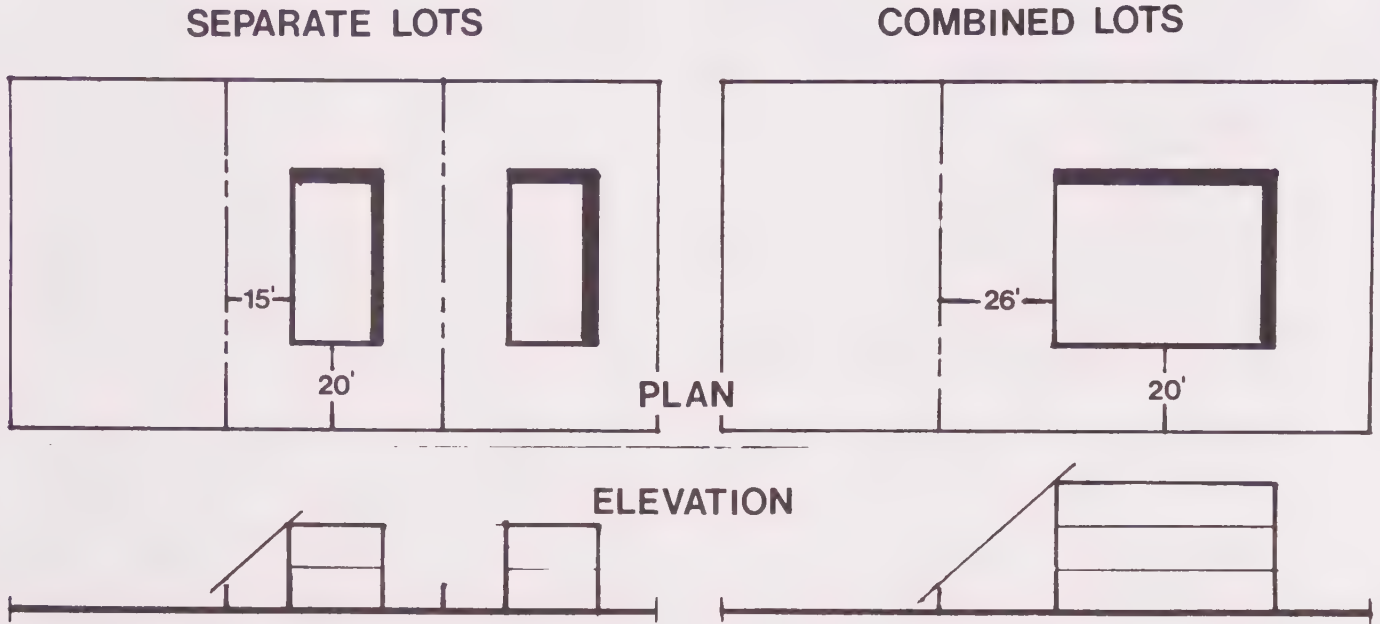 SEPARATE LOTS
COMBINED LOTS
15'
20'
26'
20'
PLAN
ELEVATION